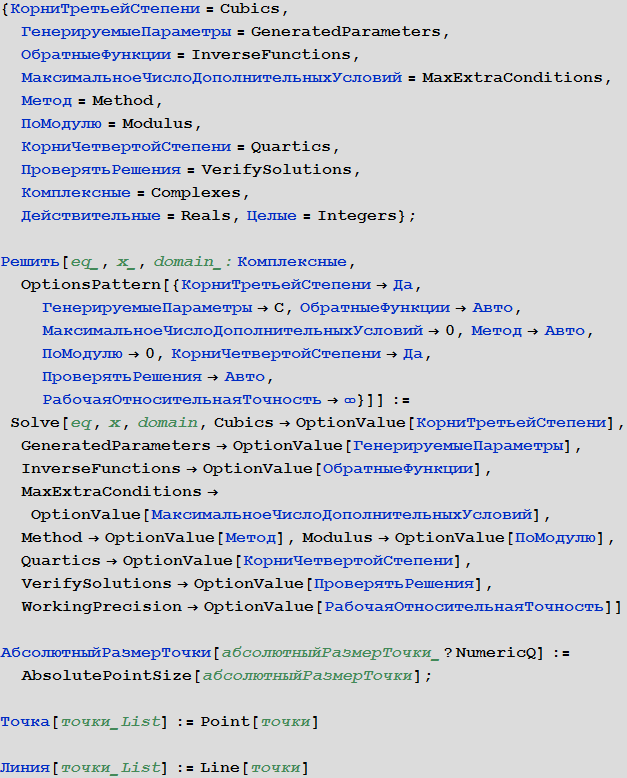 {КорниТретьейСтепени = Cubics,
ГенерируемыеПараметры = GeneratedParameters,
ОбратныеФункции = InverseFunctions,
МаксимальноеЧислоДополнительныхУсловий = MaxExtraConditions,
Метод = Method,
ПоМодулю = Modulus,
КорниЧетвертойСтепени = Quartics,
ПроверятьРешения = VerifySolutions,
Комплексные = Complexes,
Действительные = Reals, Целые = Integers};
Решить[eq_, x_, domain_: Комплексные,
OptionsPattern[{КорниТретьейСтепени → Да,
ГенерируемыеПараметры → C, ОбратныеФункции → Авто,
МаксимальноеЧислоДополнительныхУсловий → 0, Метод → Авто,
ПоМодулю → 0, КорниЧетвертойСтепени → Да,
ПроверятьРешения → Авто,
РабочаяОтносительнаяТочность → ∞}]] :=
Solve[eq, x, domain, Cubics → OptionValue[КорниТретьейСтепени],
GeneratedParameters → OptionValue[ГенерируемыеПараметры],
InverseFunctions → OptionValue[ОбратныеФункции],
MaxExtraConditions →
OptionValue[МаксимальноеЧислоДополнительныхУсловий],
Method → OptionValue[Метод], Modulus → OptionValue[ПоМодулю],
Quartics → OptionValue[КорниЧетвертойСтепени],
VerifySolutions → OptionValue[ПроверятьРешения],
WorkingPrecision → OptionValue[РабочаяОтносительнаяТочность]]
АбсолютныйРазмерТочки[абсолютныйРазмерТочки_?NumericQ] :=
AbsolutePointSize[абсолютныйРазмерТочки];
Точка[точки_List] := Point[точки]
Линия[точки_List] := Line[точки]